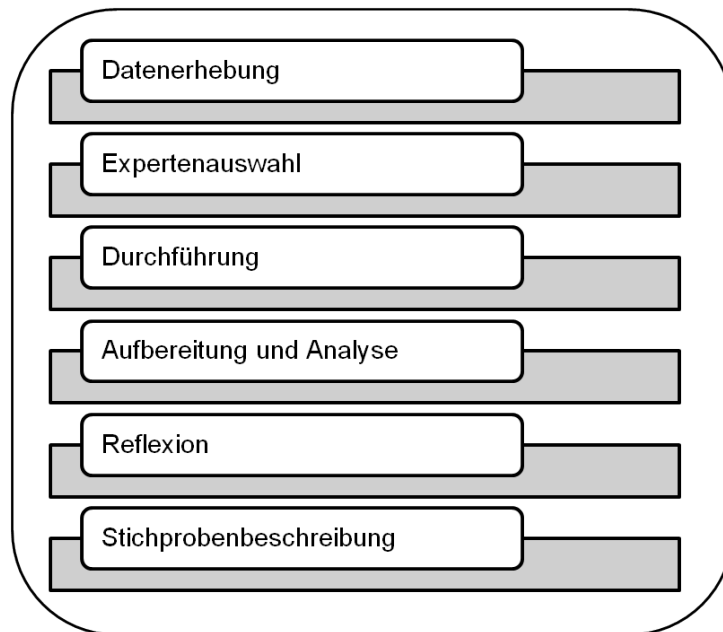 Datenerhebung
Expertenauswahl
Durchführung
Aufbereitung und Analyse
Reflexion
Stichprobenbeschreibung